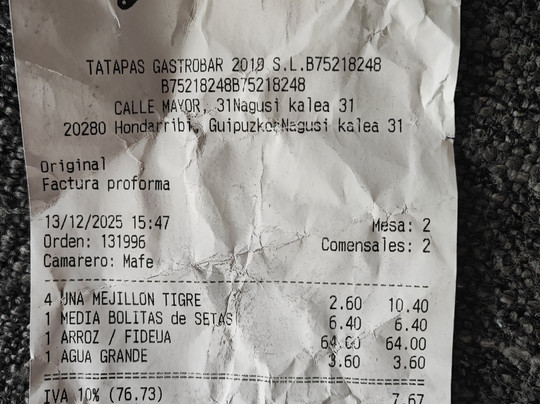 TATAPAS GASTROBAR 2019 S.L.B75218248
B75218248B75218248
CALLE MAYOR, 31Nagusi kalea 31
20280 Hondarribi, GuipuzkorNagusi kalea 31
Original
Factura proforma
13/12/2025 15:47 Mesa: 2
Orden: 131996 Comensales: 2
Camarero: Mafe
4 UNA MEJILLON TIGRE 2.60 10.40
1 MEDIA BOLITAS de SETAS 6.40 6.40
1 ARROZ / FIDEUA 64.00 64.00
1 AGUA GRANDE 3.60 3.60
IVA 10% (76.73) 7.67